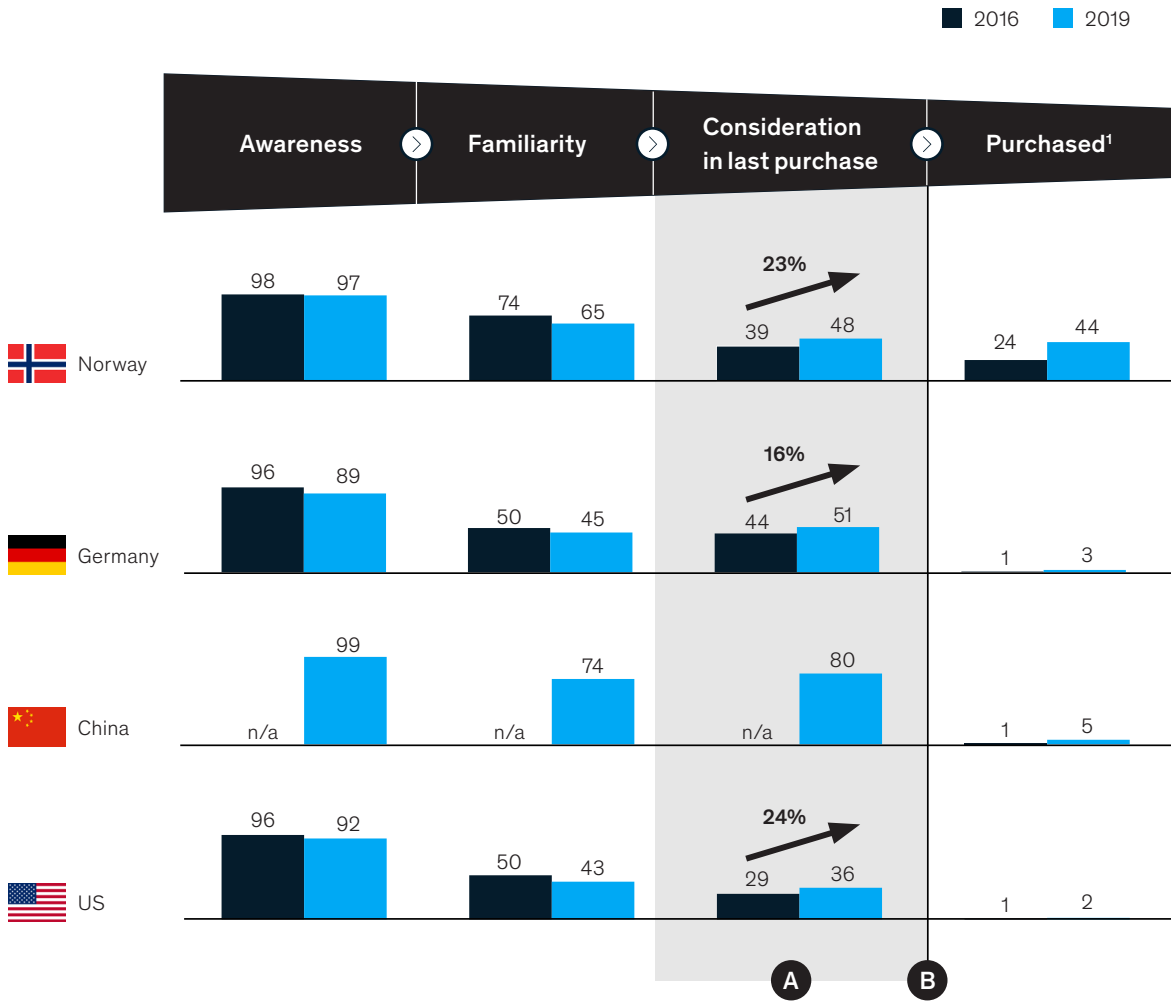 2016 2019
Awareness Familiarity Consideration
in last purchase Purchased¹
Norway 98 97 74 65 23% 39 48 24 44
Germany 96 89 50 45 16% 44 51 1 3
China n/a 99 n/a 74 n/a 80 1 5
US 96 92 50 43 24% 29 36 1 2
A B